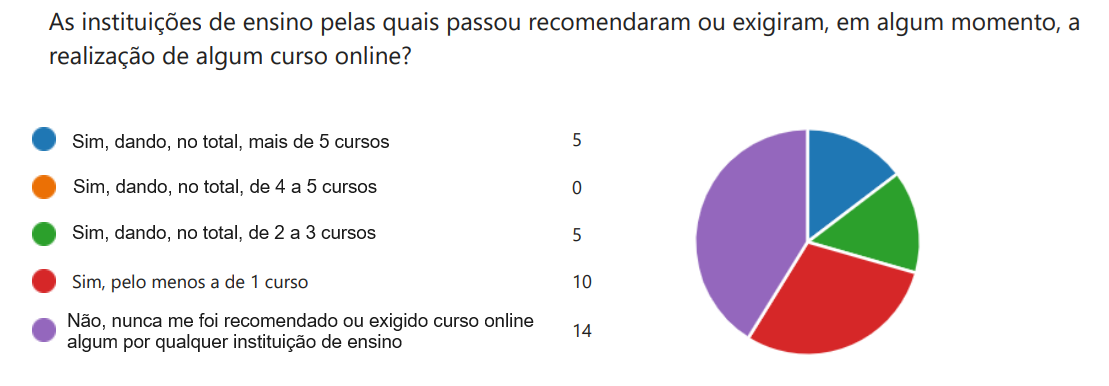 As instituições de ensino pelas quais passou recomendaram ou exigiram, em algum momento, a
realização de algum curso online?
Sim, dando, no total, mais de 5 cursos 5
Sim, dando, no total, de 4 a 5 cursos 0
Sim, dando, no total, de 2 a 3 cursos 5
Sim, pelo menos a de 1 curso 10
Não, nunca me foi recomendado ou exigido curso online
algum por qualquer instituição de ensino 14